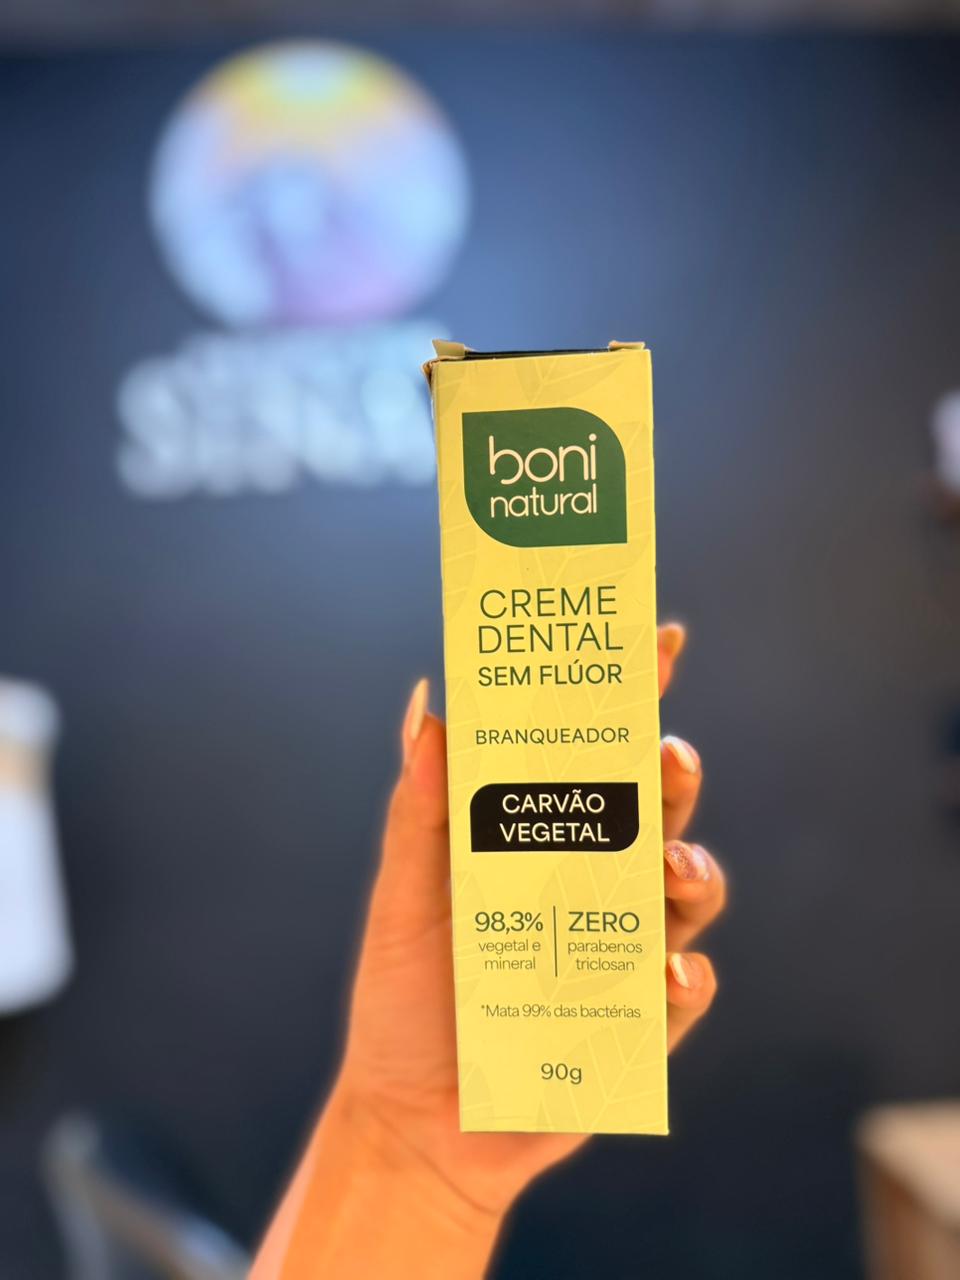 boni
natural
CREME
DENTAL
SEM FLÚOR
BRANQUEADOR
CARVÃO
VEGETAL
98,3%
vegetal e
mineral
ZERO
parabenos
triclosan
*Mata 99% das bactérias
90g